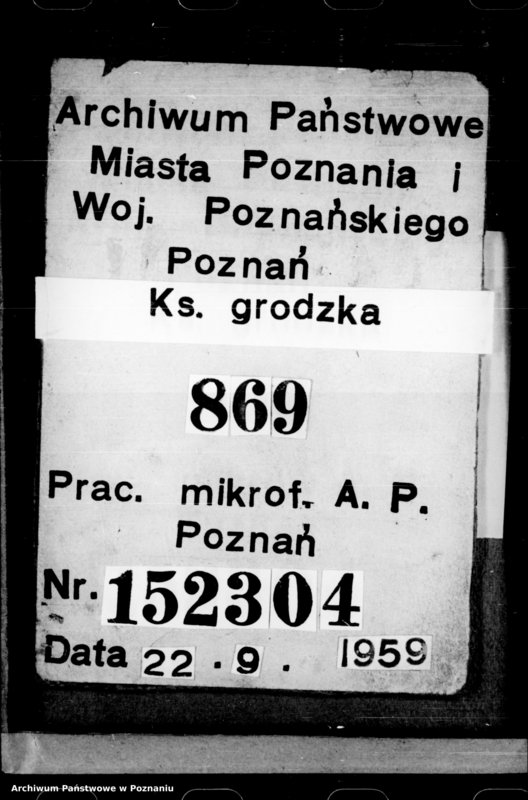 Archiwum Państwowe
Miasta Poznania i
Woj. Poznańskiego
Poznań
Ks. grodzka
869
Prac. mikrof. A. P.
Poznań
Nr. 152304
Data 22 . 9 . 1959
Archiwum Państwowe w Poznaniu